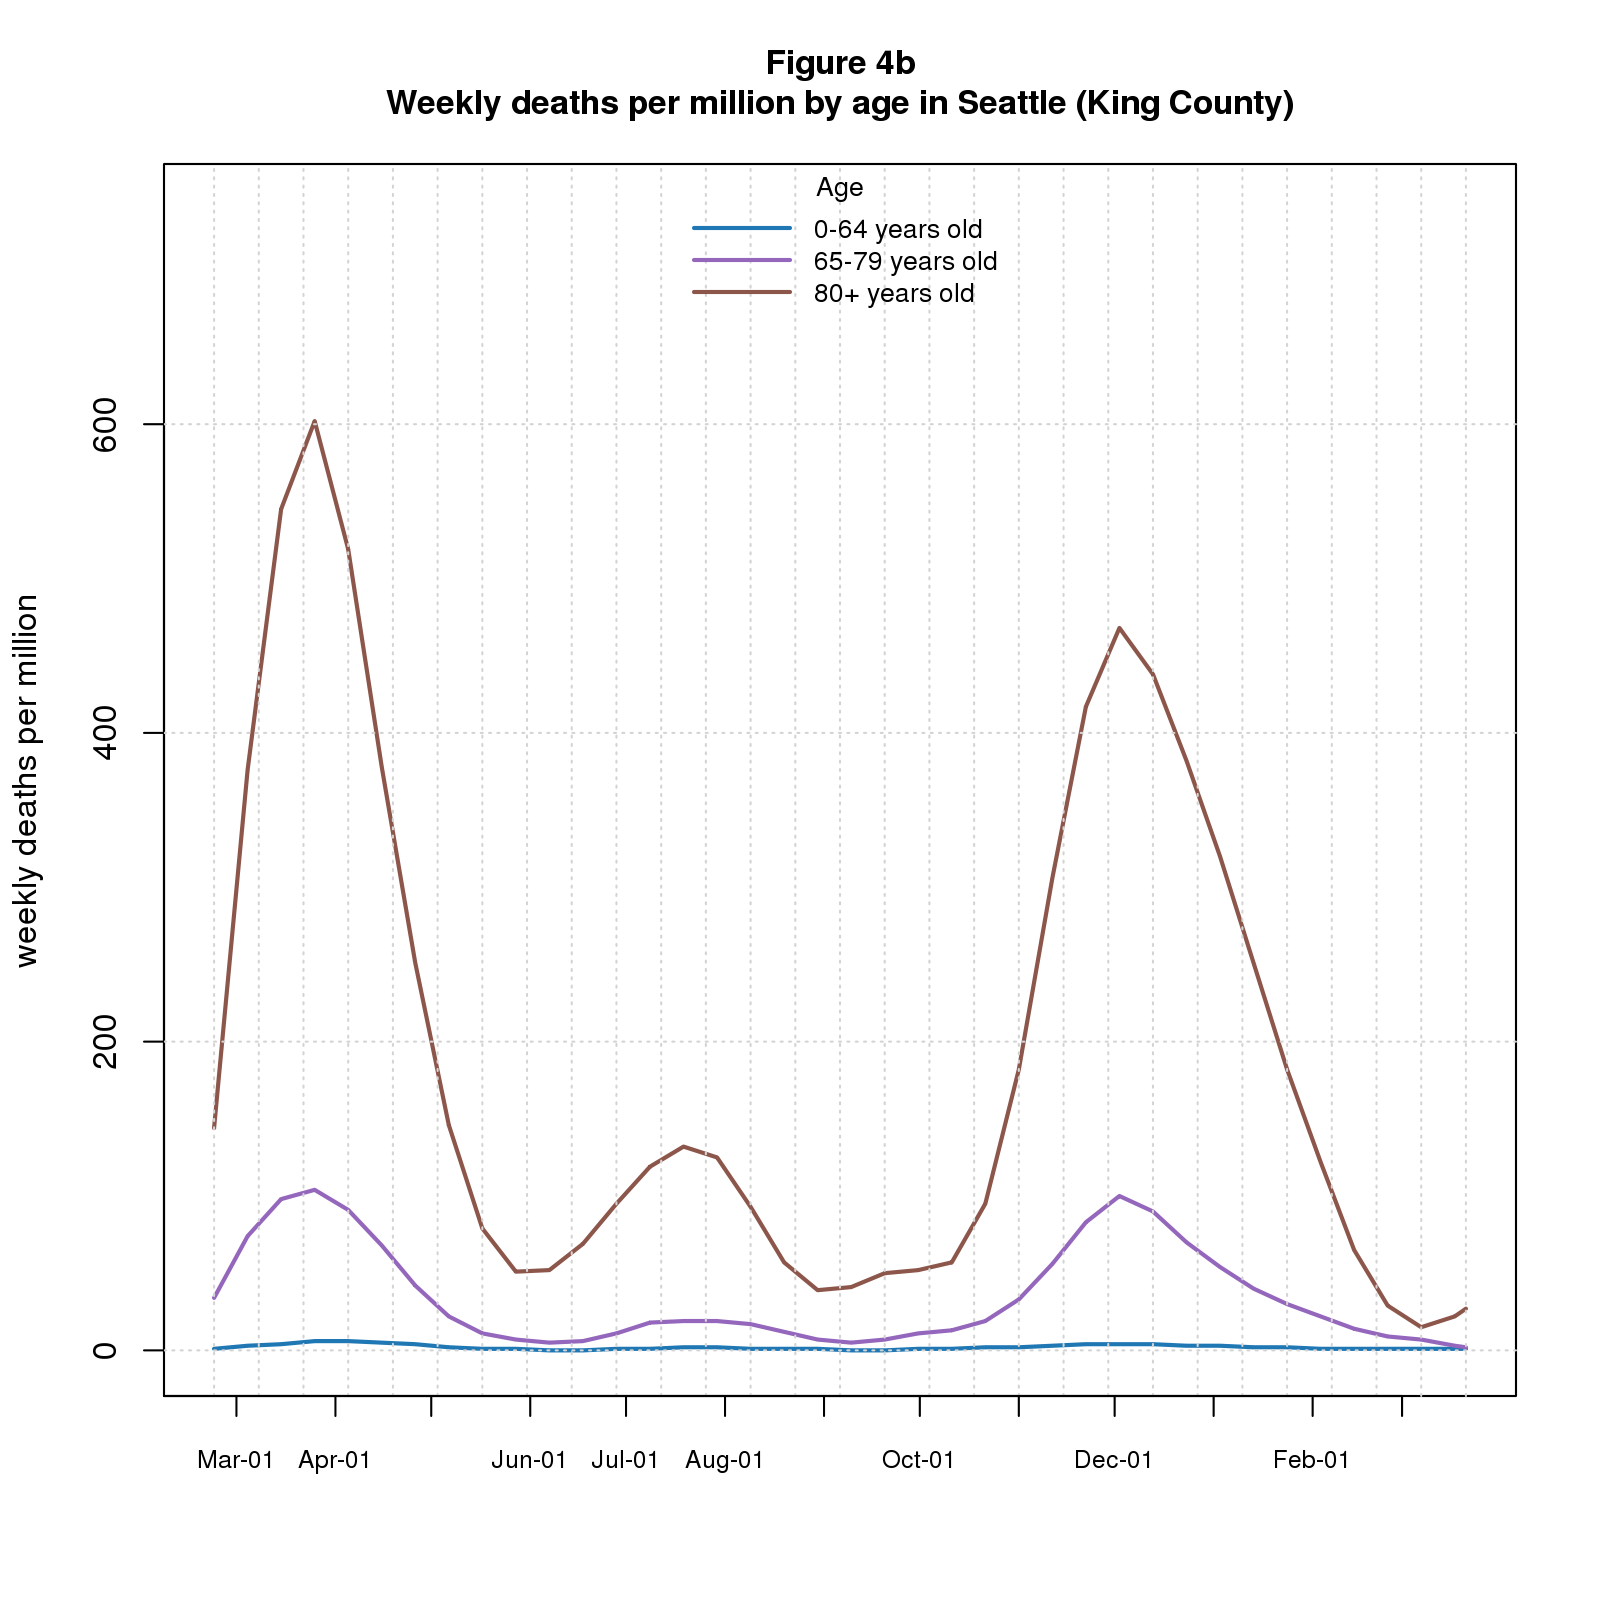 Figure 4b
Weekly deaths per million by age in Seattle (King County)
Age
0-64 years old
65-79 years old
80+ years old
weekly deaths per million
600
400
200
0
Mar-01 Apr-01 Jun-01 Jul-01 Aug-01 Oct-01 Dec-01 Feb-01